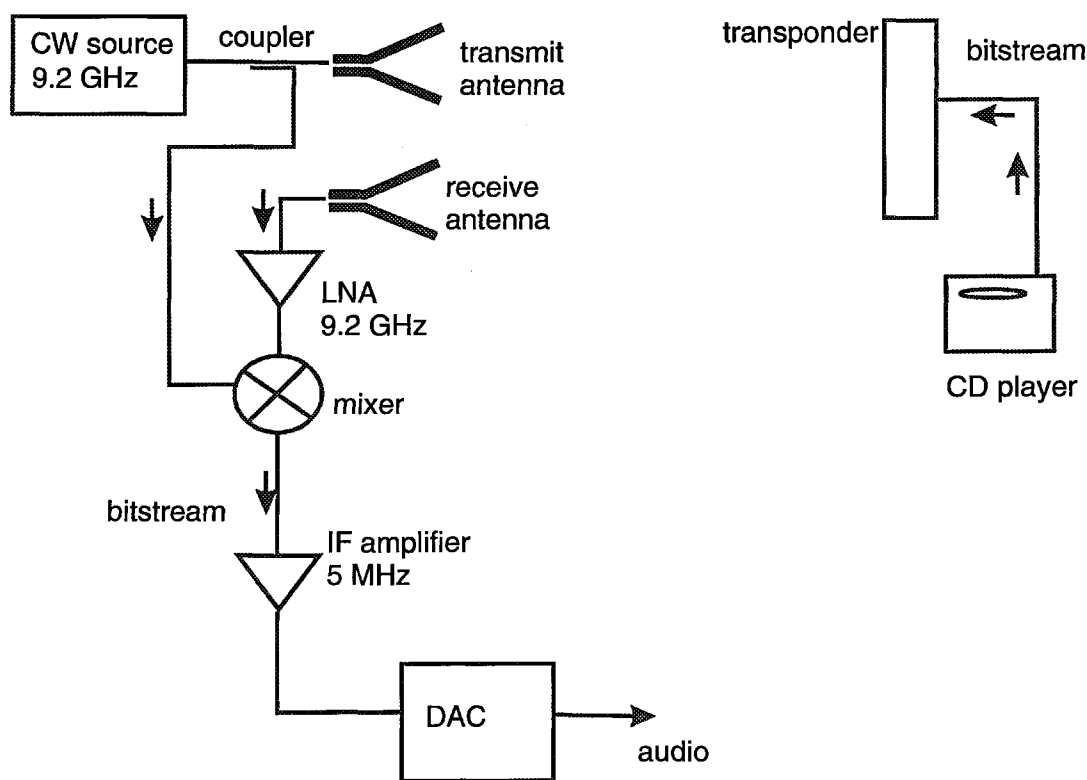 CW source
9.2 GHz
coupler
transmit
antenna
transponder
bitstream
receive
antenna
LNA
9.2 GHz
mixer
CD player
bitstream
IF amplifier
5 MHz
DAC
audio